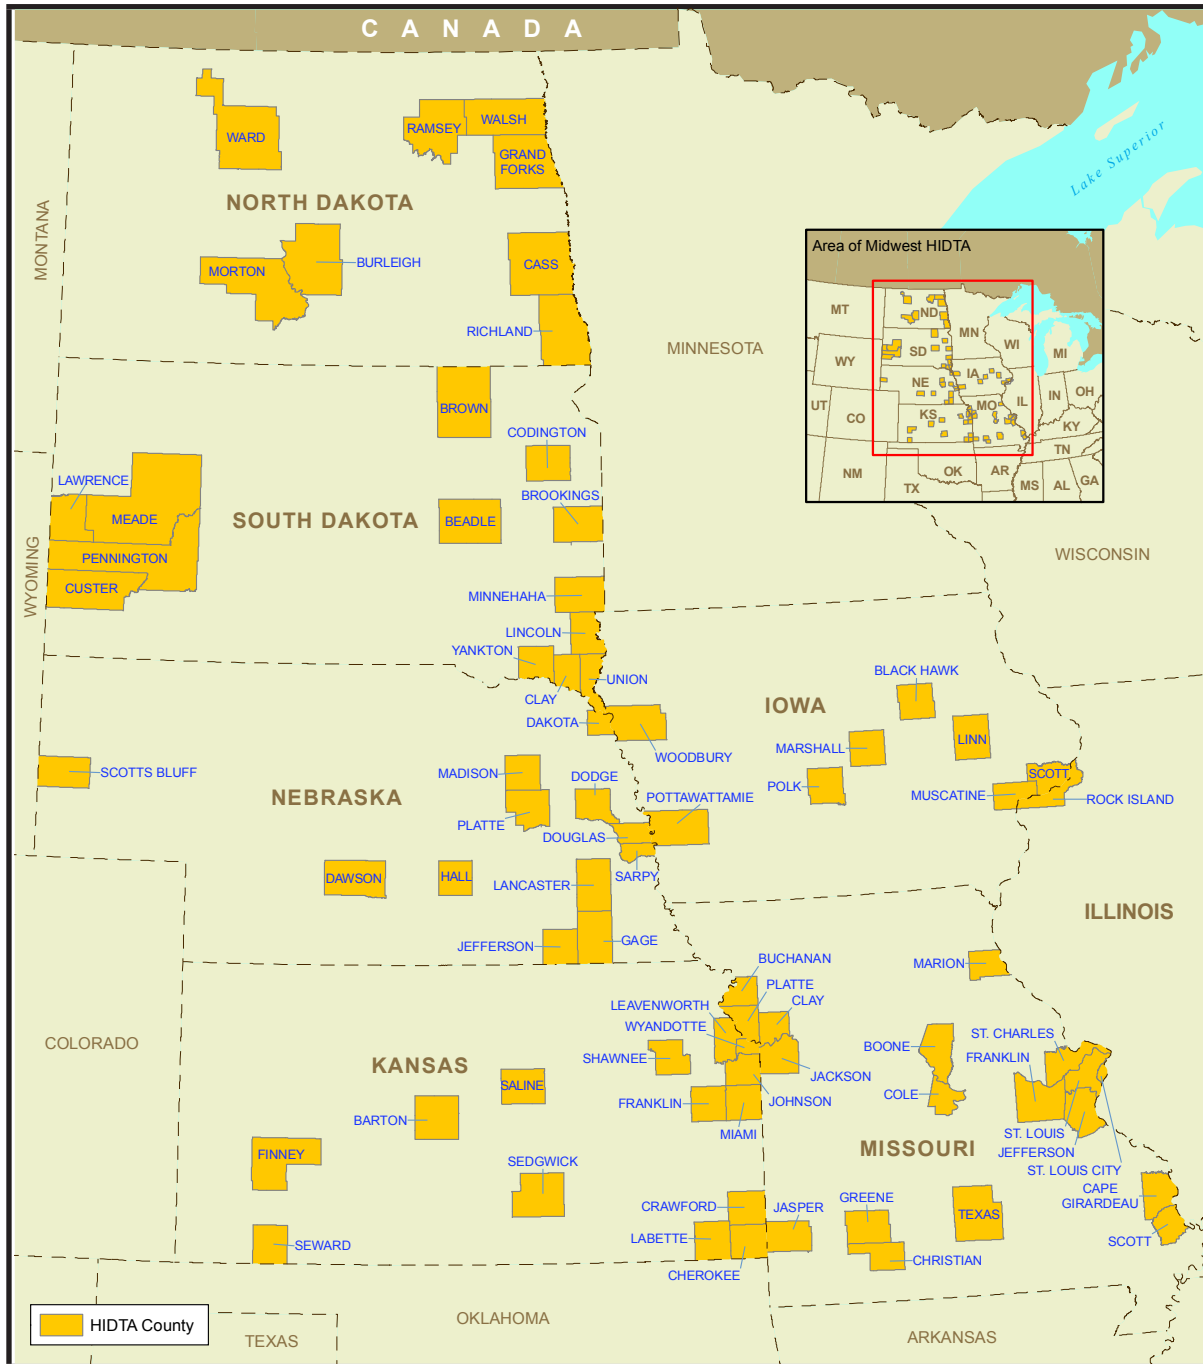 CANADA
Lake Superior
WARD
RAMSEY
WALSH
GRAND
FORKS
NORTH DAKOTA
MONTANA
MORTON
BURLEIGH
CASS
RICHLAND
MINNESOTA
Area of Midwest HIDTA
MT
ND
MN
WI
MI
WY
SD
IA
NE
IL
IN
OH
UT
CO
KS
MO
KY
TN
NM
OK
AR
TX
MS
AL
GA
BROWN
CODINGTON
LAWRENCE
MEADE
SOUTH DAKOTA
BEADLE
BROOKINGS
PENNINGTON
CUSTER
WYOMING
WISCONSIN
MINNEHAHA
LINCOLN
YANKTON
CLAY
UNION
DAKOTA
WOODBURY
IOWA
BLACK HAWK
LINN
MARSHALL
POLK
SCOTT
MUSCATINE
ROCK ISLAND
SCOTTS BLUFF
NEBRASKA
MADISON
PLATTE
DODGE
POTTAWATTAMIE
DOUGLAS
SARPY
DAWSON
HALL
LANCASTER
JEFFERSON
GAGE
ILLINOIS
MARION
BUCHANAN
PLATTE
CLAY
LEAVENWORTH
WYANDOTTE
SHAWNEE
JACKSON
JOHNSON
FRANKLIN
MIAMI
COLORADO
KANSAS
SALINE
BARTON
FINNEY
SEDGWICK
SEWARD
BOONE
COLE
ST. CHARLES
FRANKLIN
ST. LOUIS
JEFFERSON
ST. LOUIS CITY
MISSOURI
CAPE
GIRARDEAU
SCOTT
CRAWFORD
LABETTE
CHEROKEE
JASPER
GREENE
CHRISTIAN
TEXAS
HIDTA County
OKLAHOMA
TEXAS
ARKANSAS